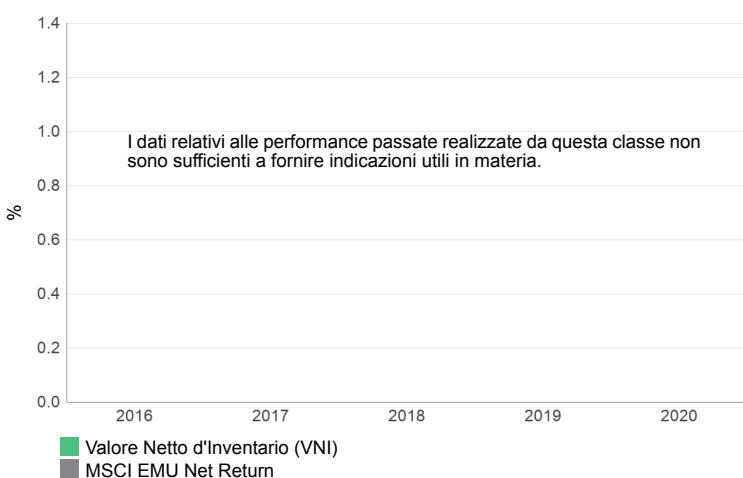 1.4
1.2
1.0
I dati relativi alle performance passate realizzate da questa classe non
sono sufficienti a fornire indicazioni utili in materia.
0.8
%
0.6
0.4
0.2
0.0
2016 2017 2018 2019 2020
Valore Netto d'Inventario (VNI)
MSCI EMU Net Return